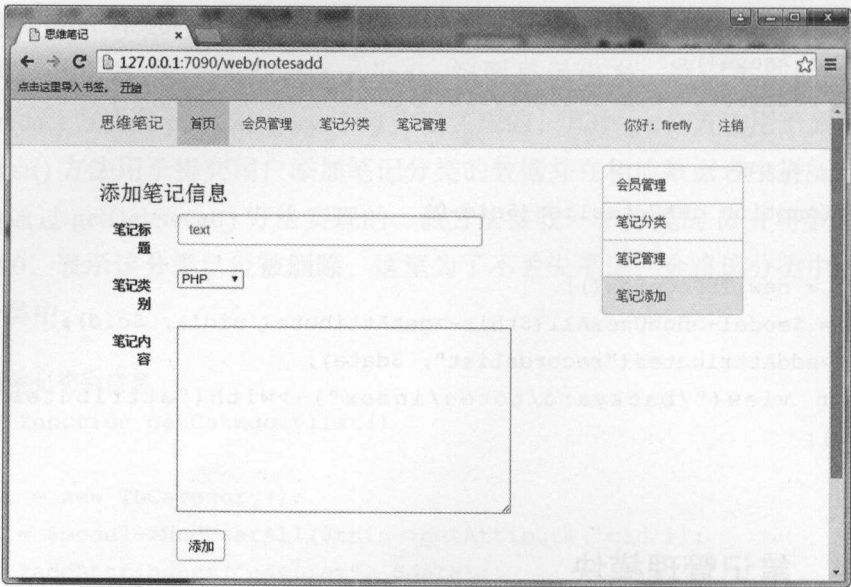 思维笔记
127.0.0.1:7090/web/notesadd
点击这里导入书签。 开始
思维笔记 首页 会员管理 笔记分类 笔记管理 你好:firefly 注销
添加笔记信息
笔记标
题
text
笔记类
别
PHP
笔记内
容
添加
会员管理
笔记分类
笔记管理
笔记添加